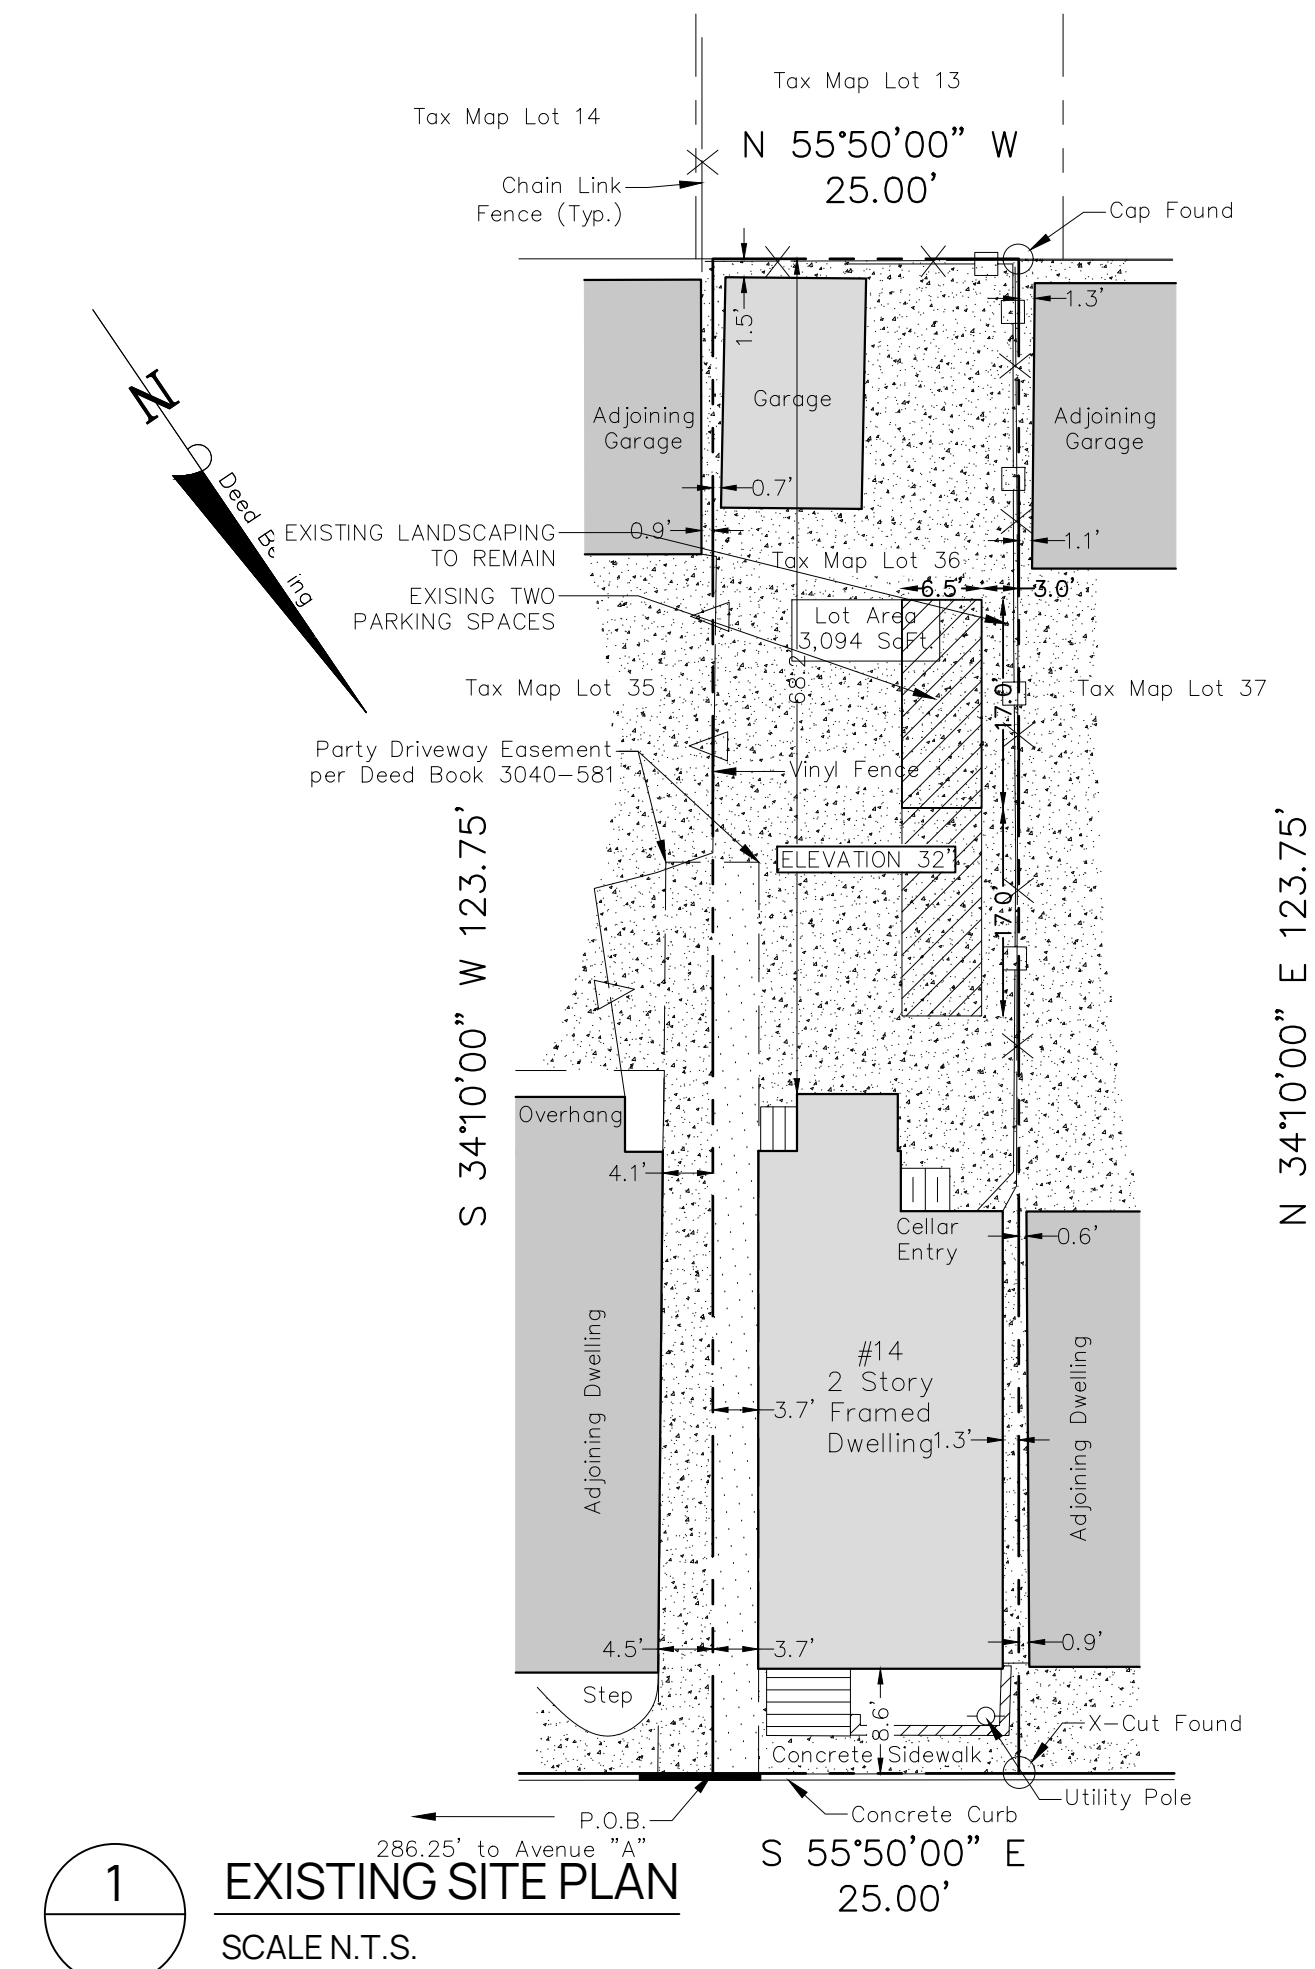 Tax Map Lot 13
Tax Map Lot 14
N 55°50'00" W
25.00'
Chain Link
Fence (Typ.)
Cap Found
1.3'
1.5'
Garage
Adjoining
Garage
Adjoining
Garage
N
Deed Be
ing
0.7'
0.9'
EXISTING LANDSCAPING
TO REMAIN
1.1'
Tax Map Lot 36
6.5'
3.0'
EXISING TWO
PARKING SPACES
Lot Area
3,094 SqFt.
68.2
17.0'
Tax Map Lot 35
Tax Map Lot 37
Party Driveway Easement
per Deed Book 3040-581
Vinyl Fence
S 34°10'00" W 123.75'
N 34°10'00" E 123.75'
ELEVATION 32'
17.0'
Overhang
4.1'
Cellar
Entry
0.6'
Adjoining Dwelling
#14
2 Story
Framed
Dwelling
Adjoining Dwelling
3.7'
1.3'
4.5'
3.7'
0.9'
Step
8.6'
X-Cut Found
Concrete Sidewalk
Utility Pole
P.O.B.
Concrete Curb
286.25' to Avenue "A"
S 55°50'00" E
25.00'
1
EXISTING SITE PLAN
SCALE N.T.S.